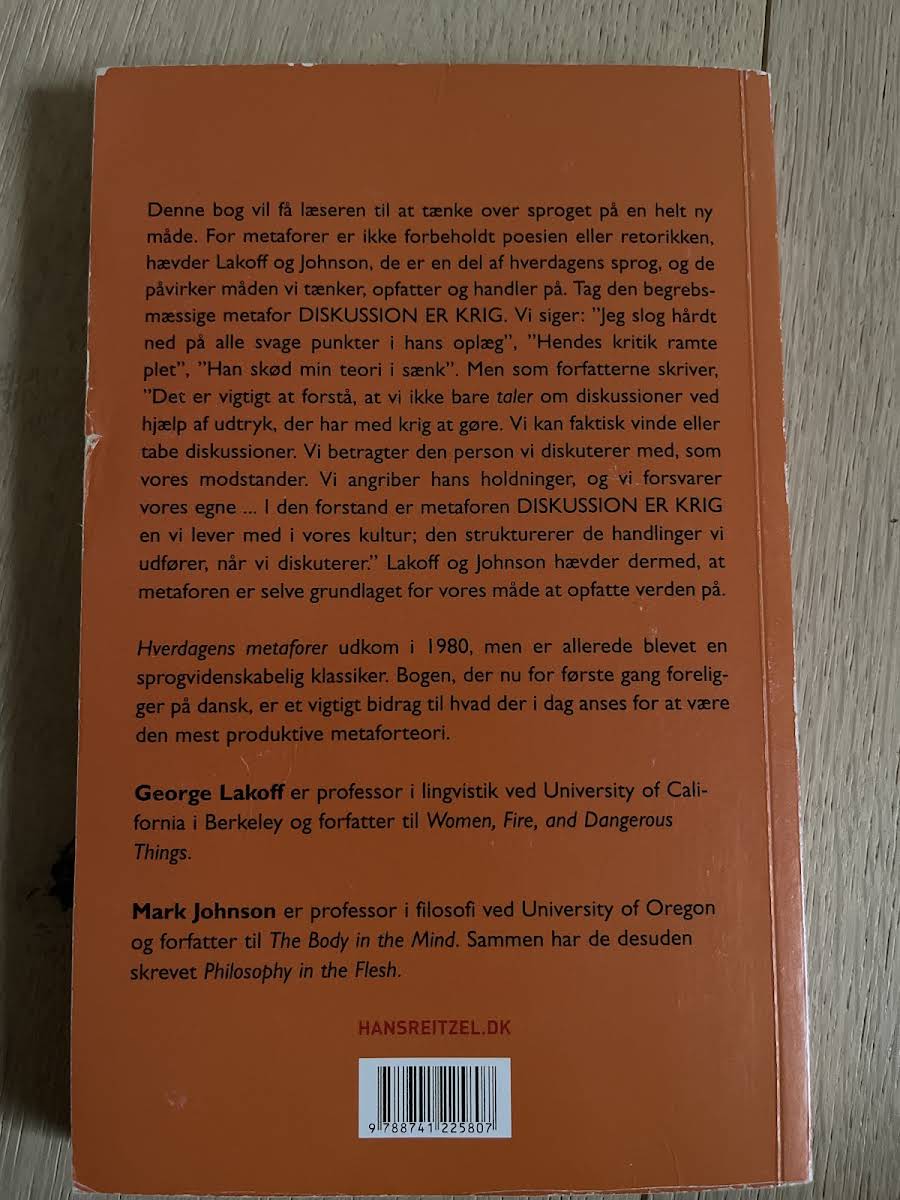 Denne bog vil få læseren til at tænke over sproget på en helt ny
måde. For metaforer er ikke forbeholdt poesien eller retorikken,
hævder Lakoff og Johnson, de er en del af hverdagens sprog, og de
påvirker måden vi tænker, opfatter og handler på. Tag den begrebs-
mæssige metafor DISKUSSION ER KRIG. Vi siger: ”Jeg slog hårdt
ned på alle svage punkter i hans oplæg”, ”Hendes kritik ramte
plet”, ”Han skød min teori i sænk”. Men som forfatterne skriver,
”Det er vigtigt at forstå, at vi ikke bare taler om diskussioner ved
hjælp af udtryk, der har med krig at gøre. Vi kan faktisk vinde eller
tabe diskussioner. Vi betragter den person vi diskuterer med, som
vores modstander. Vi angriber hans holdninger, og vi forsvarer
vores egne ... I den forstand er metaforen DISKUSSION ER KRIG
en vi lever med i vores kultur; den strukturerer de handlinger vi
udfører, når vi diskuterer.” Lakoff og Johnson hævder dermed, at
metaforen er selve grundlaget for vores måde at opfatte verden på.
Hverdagens metaforer udkom i 1980, men er allerede blevet en
sprogvidenskabelig klassiker. Bogen, der nu for første gang forelig-
ger på dansk, er et vigtigt bidrag til hvad der i dag anses for at være
den mest produktive metaforteori.
George Lakoff er professor i lingvistik ved University of Cali-
fornia i Berkeley og forfatter til Women, Fire, and Dangerous
Things.
Mark Johnson er professor i filosofi ved University of Oregon
og forfatter til The Body in the Mind. Sammen har de desuden
skrevet Philosophy in the Flesh.
HANSREITZEL.DK
9 788741 225807